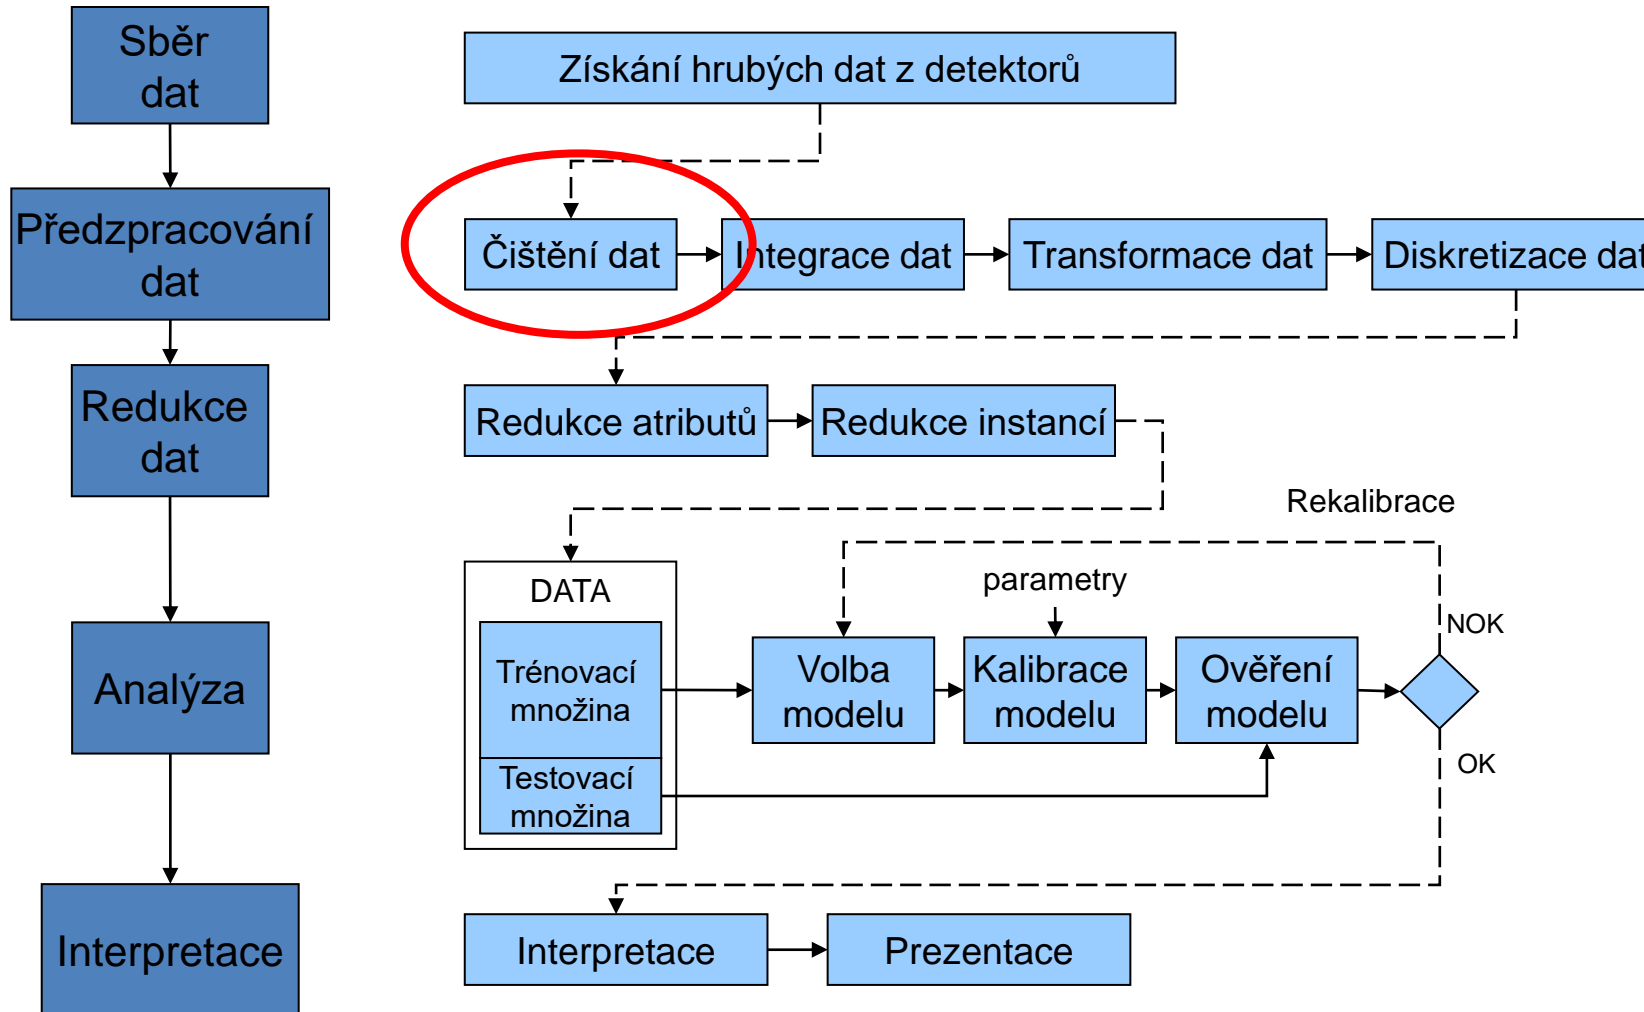 Sběr
dat
Získání hrubých dat z detektorů
Předzpracování
dat
Čištění dat
Integrace dat
Transformace dat
Diskretizace dat
Redukce
dat
Redukce atributů
Redukce instancí
Rekalibrace
DATA
parametry
NOK
Trénovací
množina
Volba
modelu
Kalibrace
modelu
Ověření
modelu
Analýza
OK
Testovací
množina
Interpretace
Interpretace
Prezentace